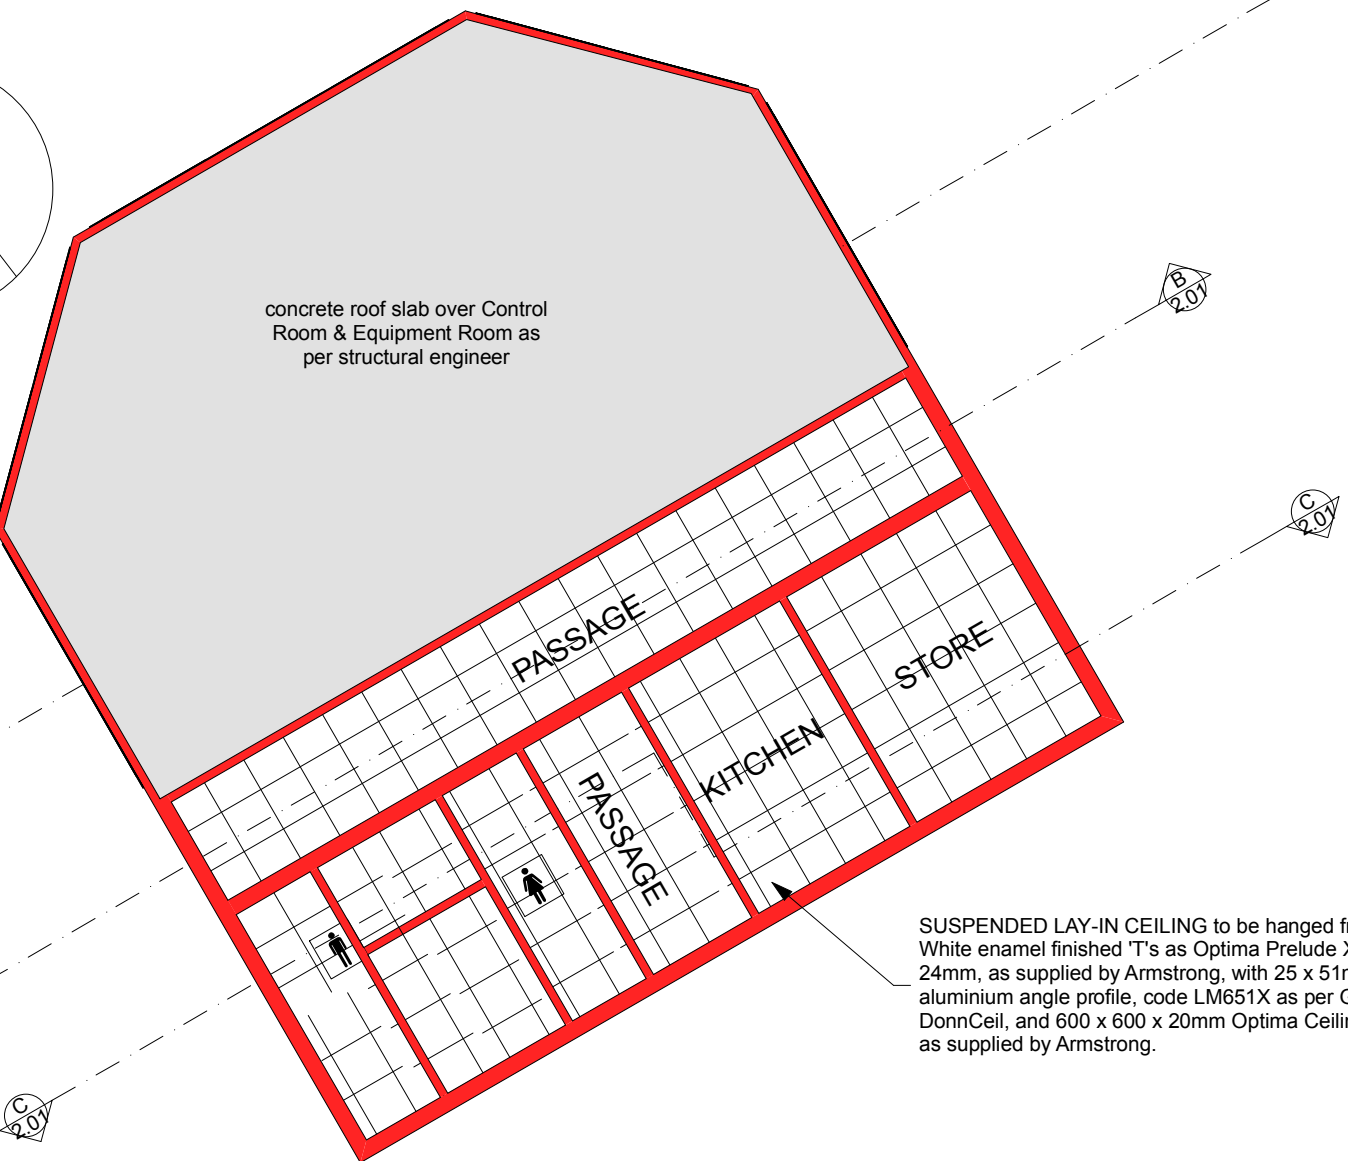 concrete roof slab over Control
Room & Equipment Room as
per structural engineer
B
2.01
C
2.01
PASSAGE
STORE
KITCHEN
PASSAGE
SUSPENDED LAY-IN CEILING to be hanged
White enamel finished 'T's as Optima Prelude
24mm, as supplied by Armstrong, with 25 x
aluminium angle profile, code LM651X as per
DonnCeil, and 600 x 600 x 20mm Optima
as supplied by Armstrong.
C
2.01